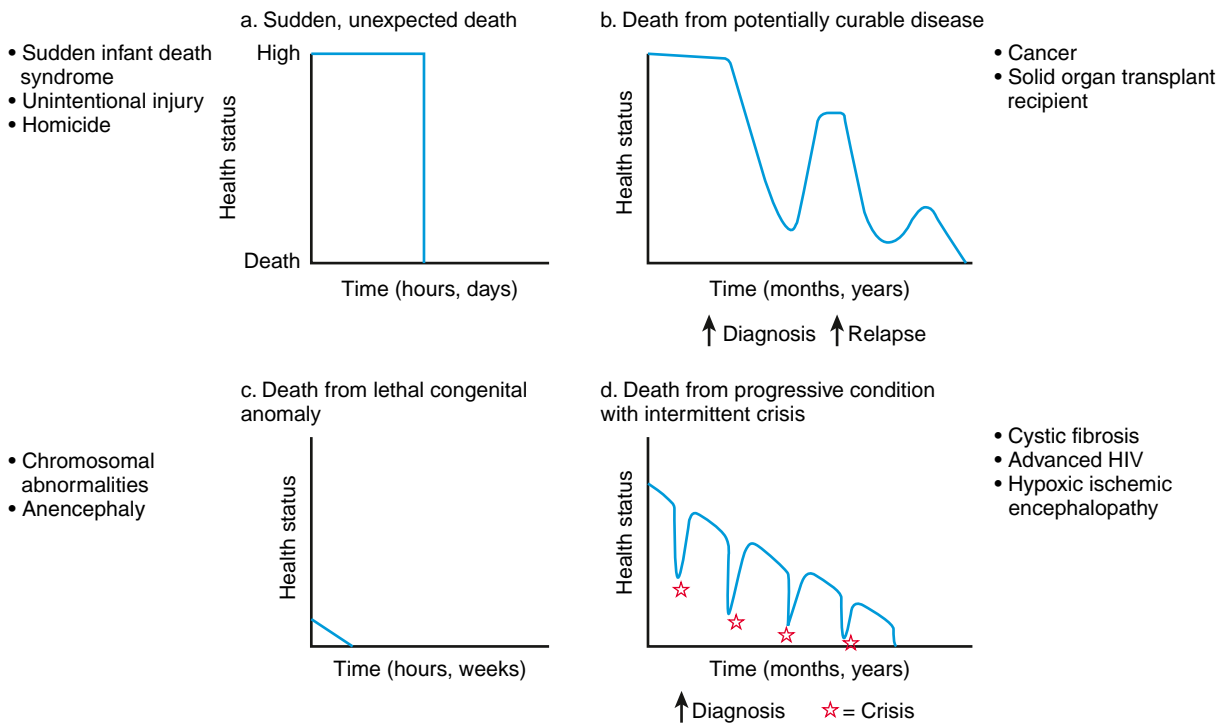 a. Sudden, unexpected death
• Sudden infant death
syndrome
• Unintentional injury
• Homicide
High
Health status
Death
Time (hours, days)
b. Death from potentially curable disease
• Cancer
• Solid organ transplant
recipient
Health status
Time (months, years)
Diagnosis
Relapse
c. Death from lethal congenital
anomaly
• Chromosomal
abnormalities
• Anencephaly
Health status
Time (hours, weeks)
d. Death from progressive condition
with intermittent crisis
• Cystic fibrosis
• Advanced HIV
• Hypoxic ischemic
encephalopathy
Health status
Time (months, years)
Diagnosis
= Crisis